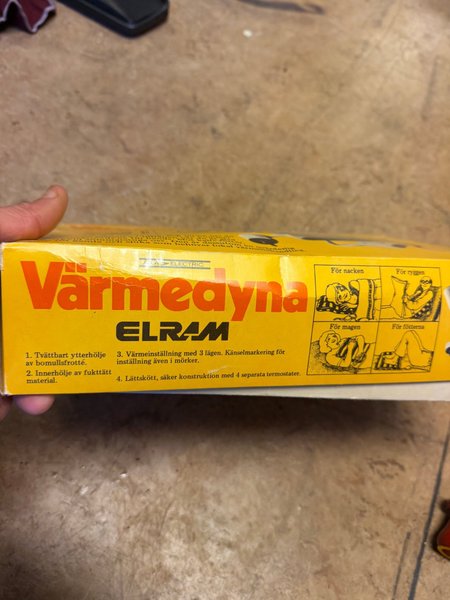 ELECTRIC
Värmedyna
ELRAM
1. Tvättbart ytterhölje
av bomullsfrotté.
2. Innerhölje av fukttätt
material.
3. Värmeinställning med 3 lägen. Känselmarkering för
inställning även i mörker.
4. Lättskött, säker konstruktion med 4 separata termostater.
För nacken
För ryggen
För magen
För fötterna